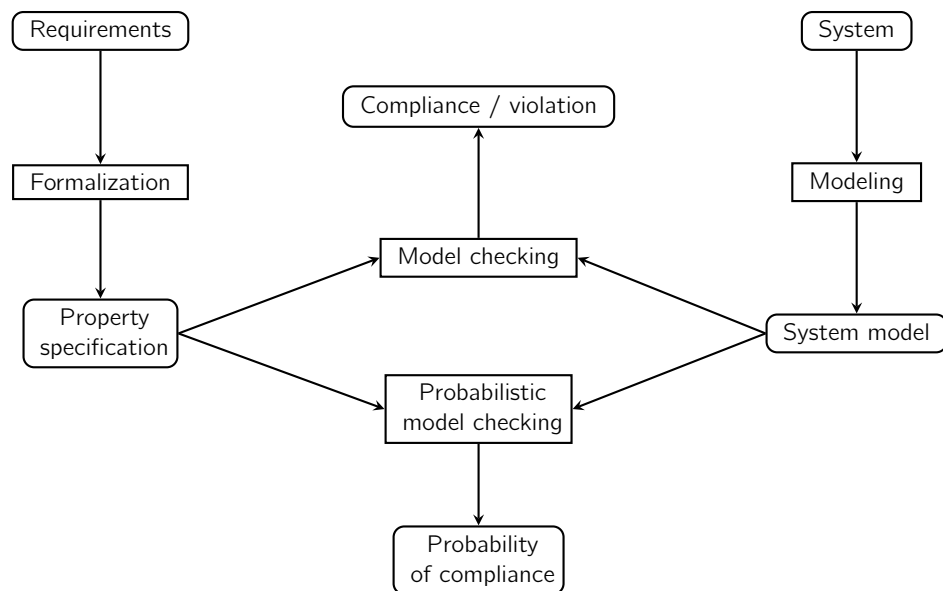 Requirements
System
Compliance / violation
Formalization
Modeling
Model checking
Property
specification
System model
Probabilistic
model checking
Probability
of compliance